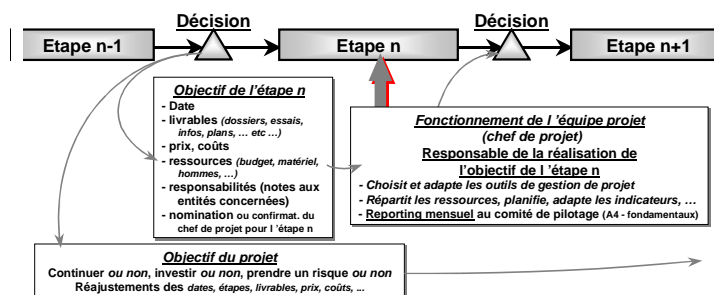 Décision
Décision
Etape n-1
Etape n
Etape n+1
Objectif de l'étape n
- Date
- livrables (dossiers, essais,
infos, plans, … etc …)
- prix, coûts
- ressources (budget, matériel,
hommes, …)
- responsabilités (notes aux
entités concernées)
- nomination ou confirmat. du
chef de projet pour l 'étape n
Fonctionnement de l 'équipe projet
(chef de projet)
Responsable de la réalisation de
l'objectif de l 'étape n
- Choisit et adapte les outils de gestion de projet
- Répartit les ressources, planifie, adapte les indicateurs, …
- Reporting mensuel au comité de pilotage (A4 - fondamentaux)
Objectif du projet
Continuer ou non, investir ou non, prendre un risque ou non
Réajustements des dates, étapes, livrables, prix, coûts, ...